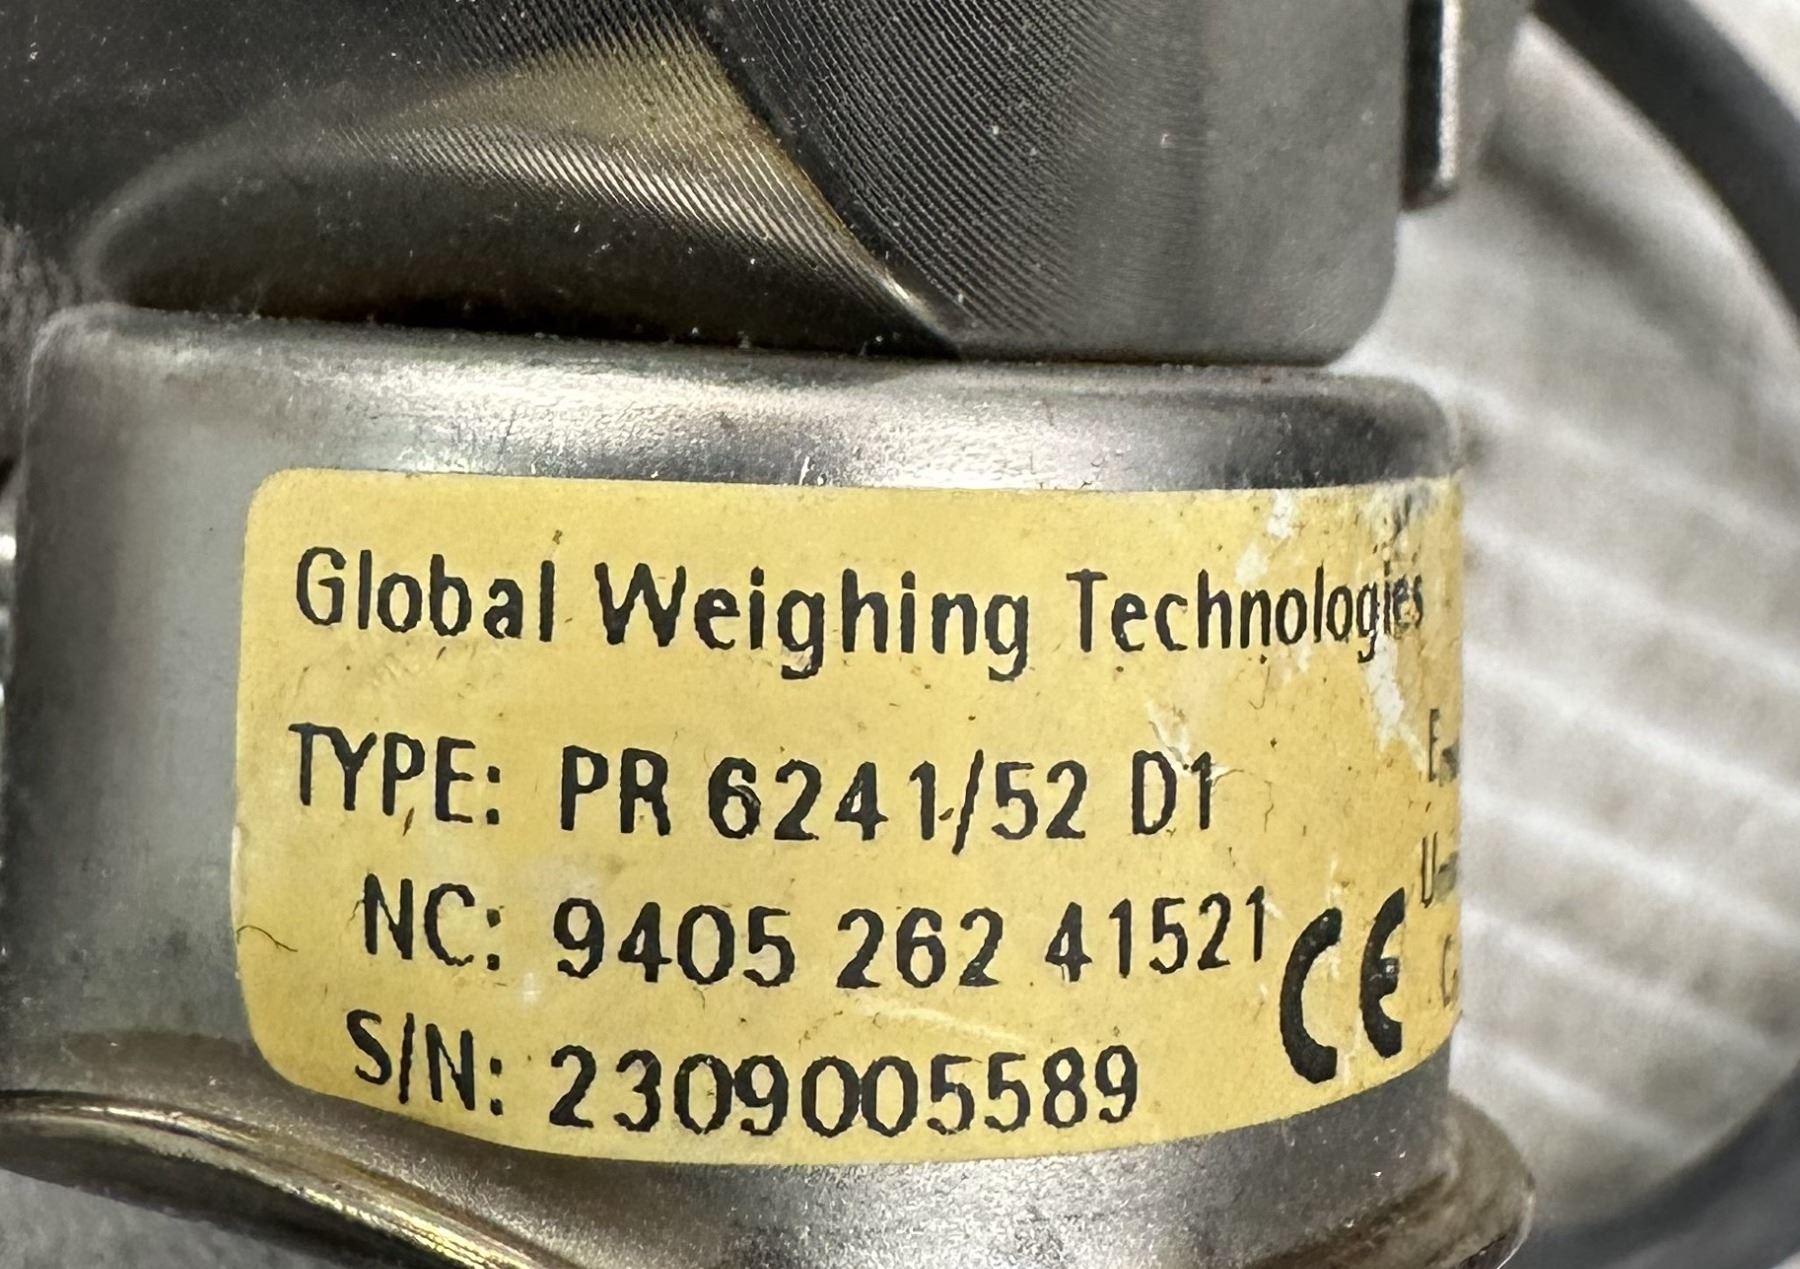 Global Weighing Technologies
TYPE: PR 6241/52 D1
NC: 9405 262 41521
CE
S/N: 2309005589